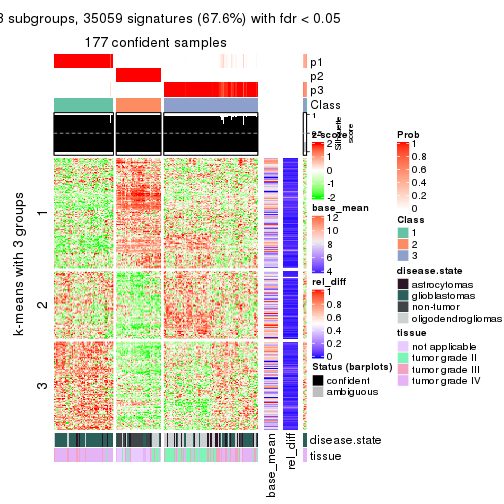 3 subgroups, 35059 signatures (67.6%) with fdr < 0.05
177 confident samples
p1
p2
p3
Class
1
Silhouette
score
k-means with 3 groups
1
2
3
z-score
2
1
0
-1
-2
base_mean
12
10
8
6
4
rel_diff
1
0.8
0.6
0.4
0.2
0
Status (barplots)
confident
ambiguous
Prob
1
0.8
0.6
0.4
0.2
0
Class
1
2
3
disease.state
astrocytomas
glioblastomas
non-tumor
oligodendrogliomas
tissue
not applicable
tumor grade II
tumor grade III
tumor grade IV
disease.state
tissue
base_mean
rel_diff